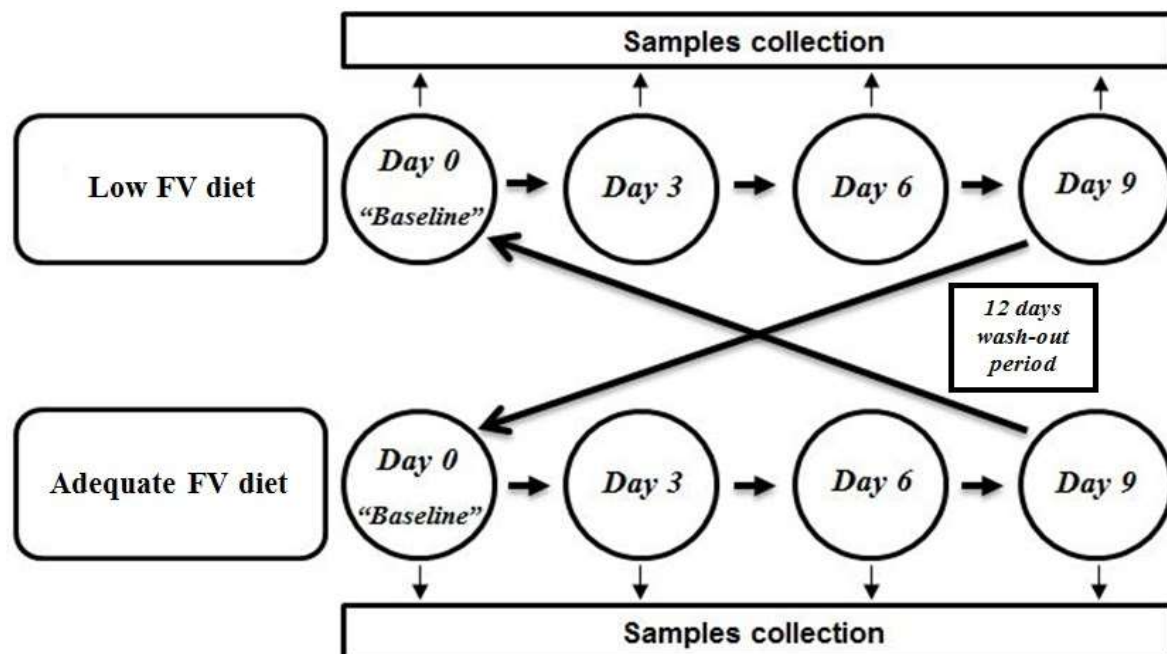 Samples collection
Low FV diet
Day 0
“Baseline”
Day 3
Day 6
Day 9
12 days
wash-out
period
Adequate FV diet
Day 0
“Baseline”
Day 3
Day 6
Day 9
Samples collection